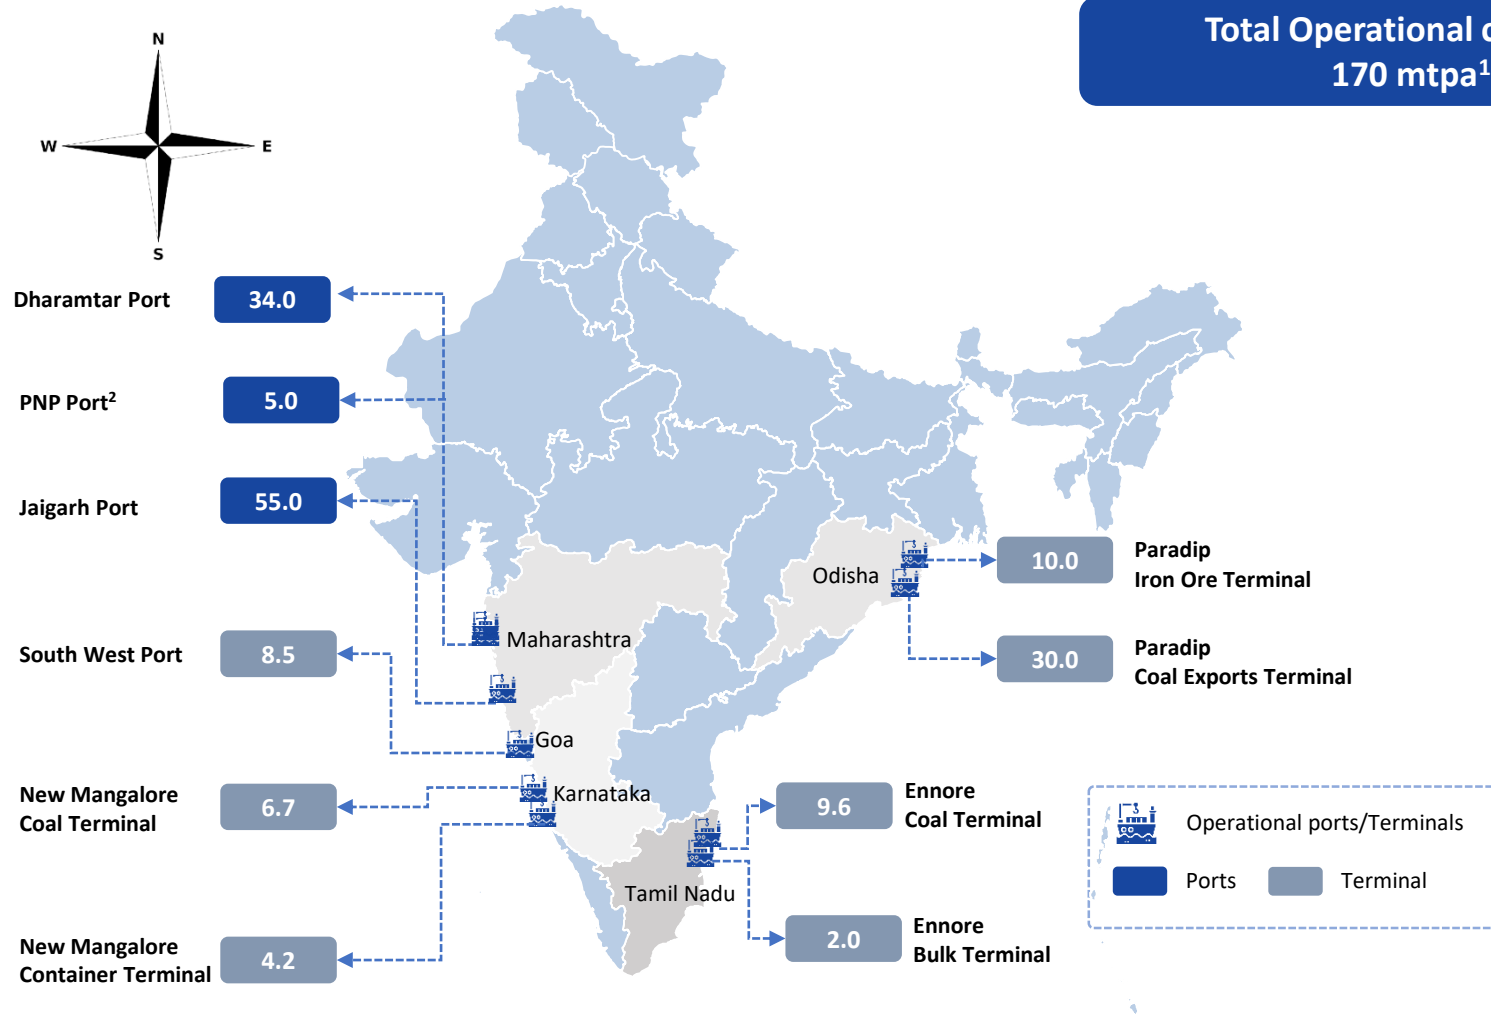 Total Operational
170 mtpa¹
N
W
E
S
Dharamtar Port
34.0
PNP Port²
5.0
Jaigarh Port
55.0
South West Port
8.5
New Mangalore
Coal Terminal
6.7
New Mangalore
Container Terminal
4.2
Maharashtra
Goa
Karnataka
Tamil Nadu
Odisha
10.0
Paradip
Iron Ore Terminal
30.0
Paradip
Coal Exports Terminal
9.6
Ennore
Coal Terminal
2.0
Ennore
Bulk Terminal
Operational ports/Terminals
Ports
Terminal